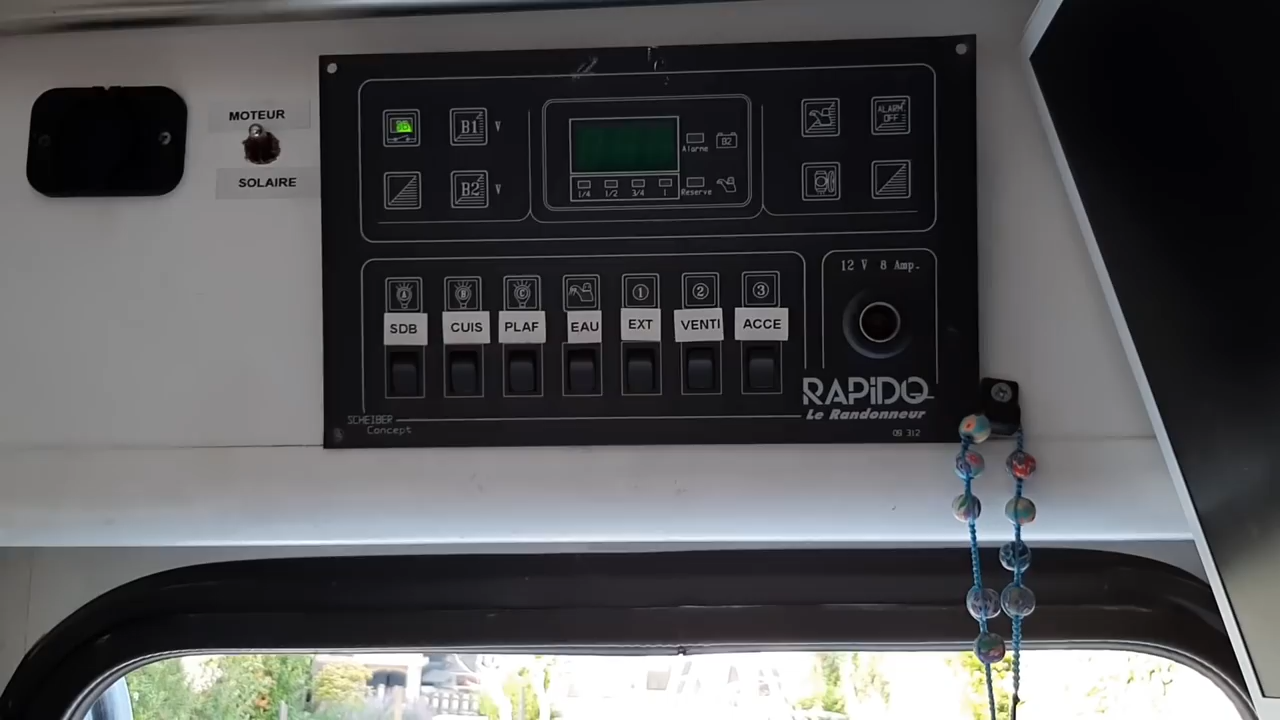 MOTEUR
SOLAIRE
B1 V
B2 V
Alarme B2
1/4 1/2 3/4 1 Reserve
ALARM
OFF
A B C 1 2 3
SDB CUIS PLAF EAU EXT VENTI ACCE
12 V 8 Amp.
RAPiDO
Le Randonneur
SCHEIBER
Concept
09 312